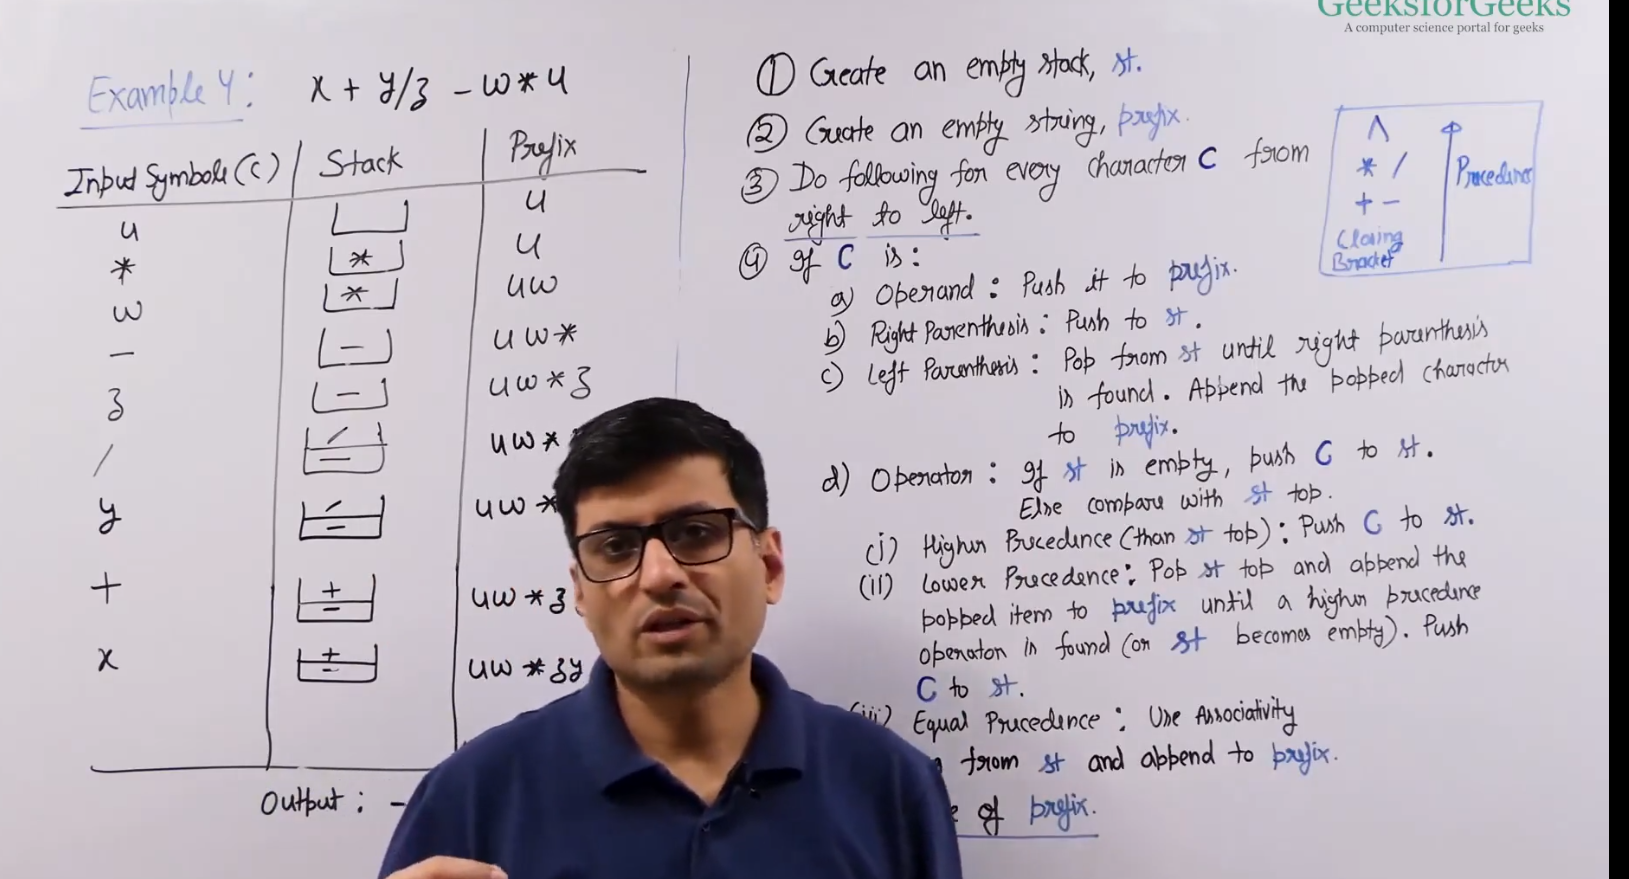 GeeksforGeeks
A computer science portal for geeks
Example 4: x + y/z - w*u
Input Symbols (C) Stack Prefix
u u
* * u
w * uw
- - uw*
z - uw*z
/ / - uw*
y / - uw*
+ + - uw*z
x + - uw*zy
Output: -
① Create an empty stack, st.
② Create an empty string, prefix.
③ Do following for every character C from
right to left.
④ If C is:
a) Operand: Push it to prefix.
b) Right Parenthesis: Push to st.
c) Left Parenthesis: Pop from st until right parenthesis
is found. Append the popped character
to prefix.
d) Operator: If st is empty, push C to st.
Else compare with st top.
(i) Higher Precedence (than st top): Push C to st.
(ii) Lower Precedence: Pop st top and append the
popped item to prefix until a higher precedence
operator is found (or st becomes empty). Push
C to st.
(iii) Equal Precedence: Use Associativity
from st and append to prefix.
of prefix.
^
* /
+ -
Closing
Bracket
Precedence